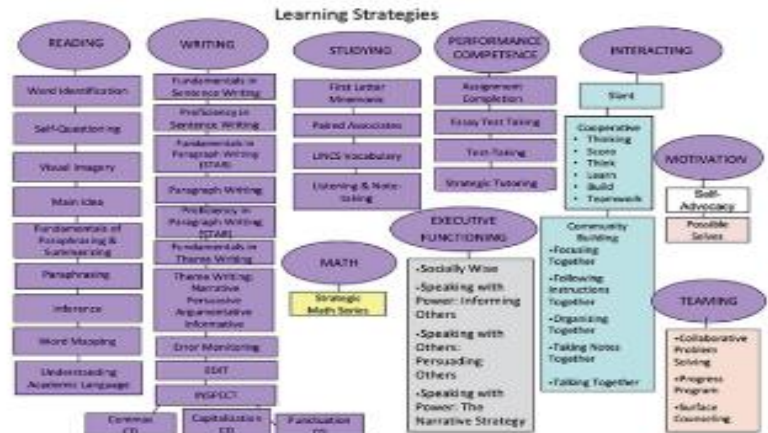 Learning Strategies
READING
Word Identification
Self-Questioning
Visual Imagery
Main Idea
Fundamentals of
Paraphrasing &
Summarizing
Paraphrasing
Inference
Word Mapping
Understanding
Academic Language
WRITING
Fundamentals in
Sentence Writing
Proficiency in
Sentence Writing
Fundamentals in
Paragraph Writing
(STAR)
Paragraph Writing
Proficiency in
Paragraph Writing
(STAR)
Fundamentals in
Theme Writing
Theme Writing:
Narrative
Persuasive
Argumentative
Informative
Error Monitoring
EDIT
INSPECT
Commas
CD
Capitalization
CD
Punctuation
CD
STUDYING
First Letter
Mnemonic
Paired Associates
LINCS Vocabulary
Listening & Note-
taking
MATH
Strategic
Math Series
PERFORMANCE
COMPETENCE
Assignment
Completion
Essay Test Taking
Test-Taking
Strategic Tutoring
EXECUTIVE
FUNCTIONING
•Socially Wise
•Speaking with
Power: Informing
Others
•Speaking with
Others:
Persuading
Others
•Speaking with
Power: The
Narrative Strategy
INTERACTING
Slant
Cooperative
• Thinking
• Score
• Think
• Learn
• Build
• Teamwork
Community
Building
•Focusing
Together
•Following
Instructions
Together
•Organizing
Together
•Taking Notes
Together
•Talking Together
MOTIVATION
Self-
Advocacy
Possible
Selves
TEAMING
•Collaborative
Problem
Solving
•Progress
Program
•Surface
Counseling